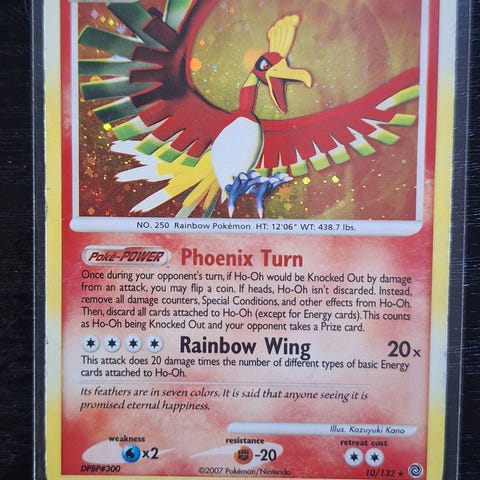 NO. 250 Rainbow Pokémon HT: 12'06" WT: 438.7 lbs.
Poké-POWER Phoenix Turn
Once during your opponent's turn, if Ho-Oh would be Knocked Out by damage
from an attack, you may flip a coin. If heads, Ho-Oh isn't discarded. Instead,
remove all damage counters, Special Conditions, and other effects from Ho-Oh.
Then, discard all cards attached to Ho-Oh (except for Energy cards). This counts
as Ho-Oh being Knocked Out and your opponent takes a Prize card.
Rainbow Wing 20x
This attack does 20 damage times the number of different types of basic Energy
cards attached to Ho-Oh.
Its feathers are in seven colors. It is said that anyone seeing it is
promised eternal happiness.
Illus. Kazuyuki Kano
weakness resistance retreat cost
x2 -20
DPBP#300 ©2007 Pokémon/Nintendo 10/132 ★